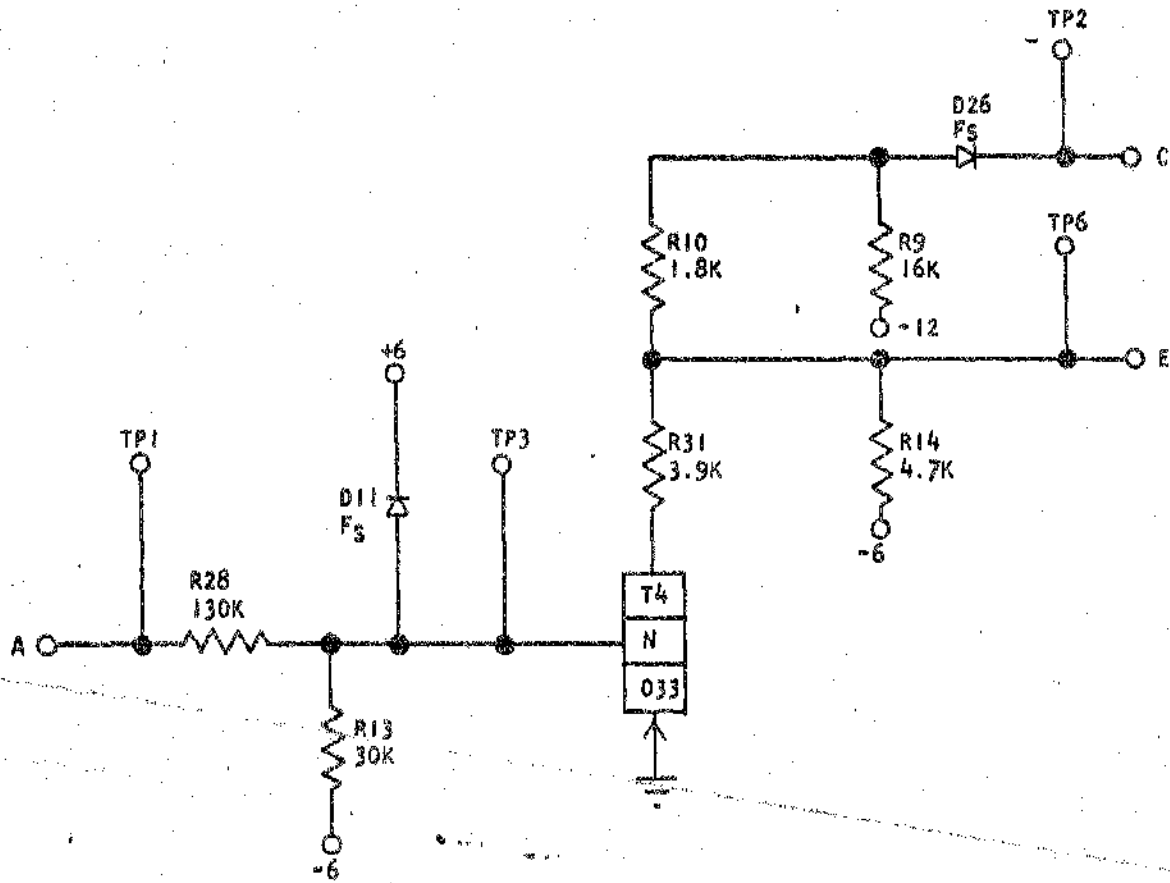 TP2
D26
FS
C
TP6
R10
1.8K
R9
16K
-12
+6
E
TP1
TP3
R31
3.9K
R14
4.7K
D11
FS
-6
R28
130K
T4
A
N
033
R13
30K
-6